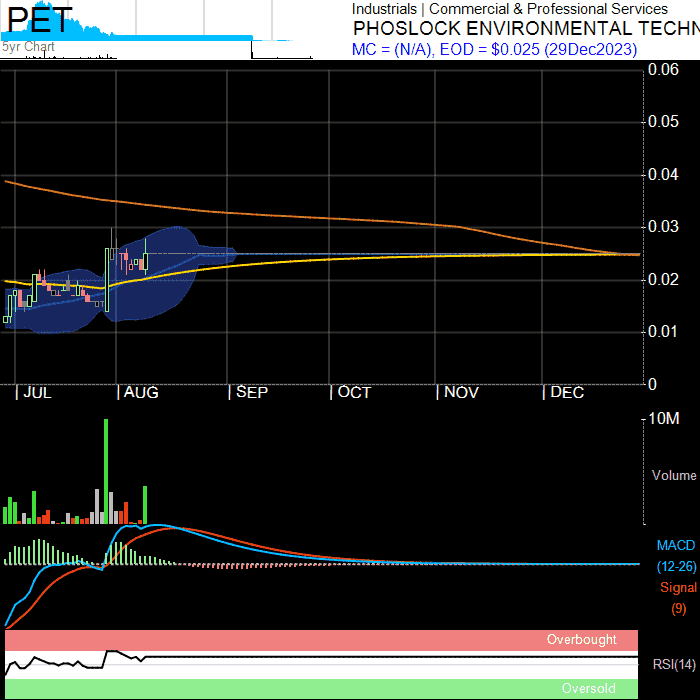 PET
5yr Chart
Industrials | Commercial & Professional Services
PHOSLOCK ENVIRONMENTAL TECHN
MC = (N/A), EOD = $0.025 (29Dec2023)
0.06
0.05
0.04
0.03
0.02
0.01
0
JUL AUG SEP OCT NOV DEC
10M
Volume
MACD
(12-26)
Signal
(9)
Overbought
RSI(14)
Oversold